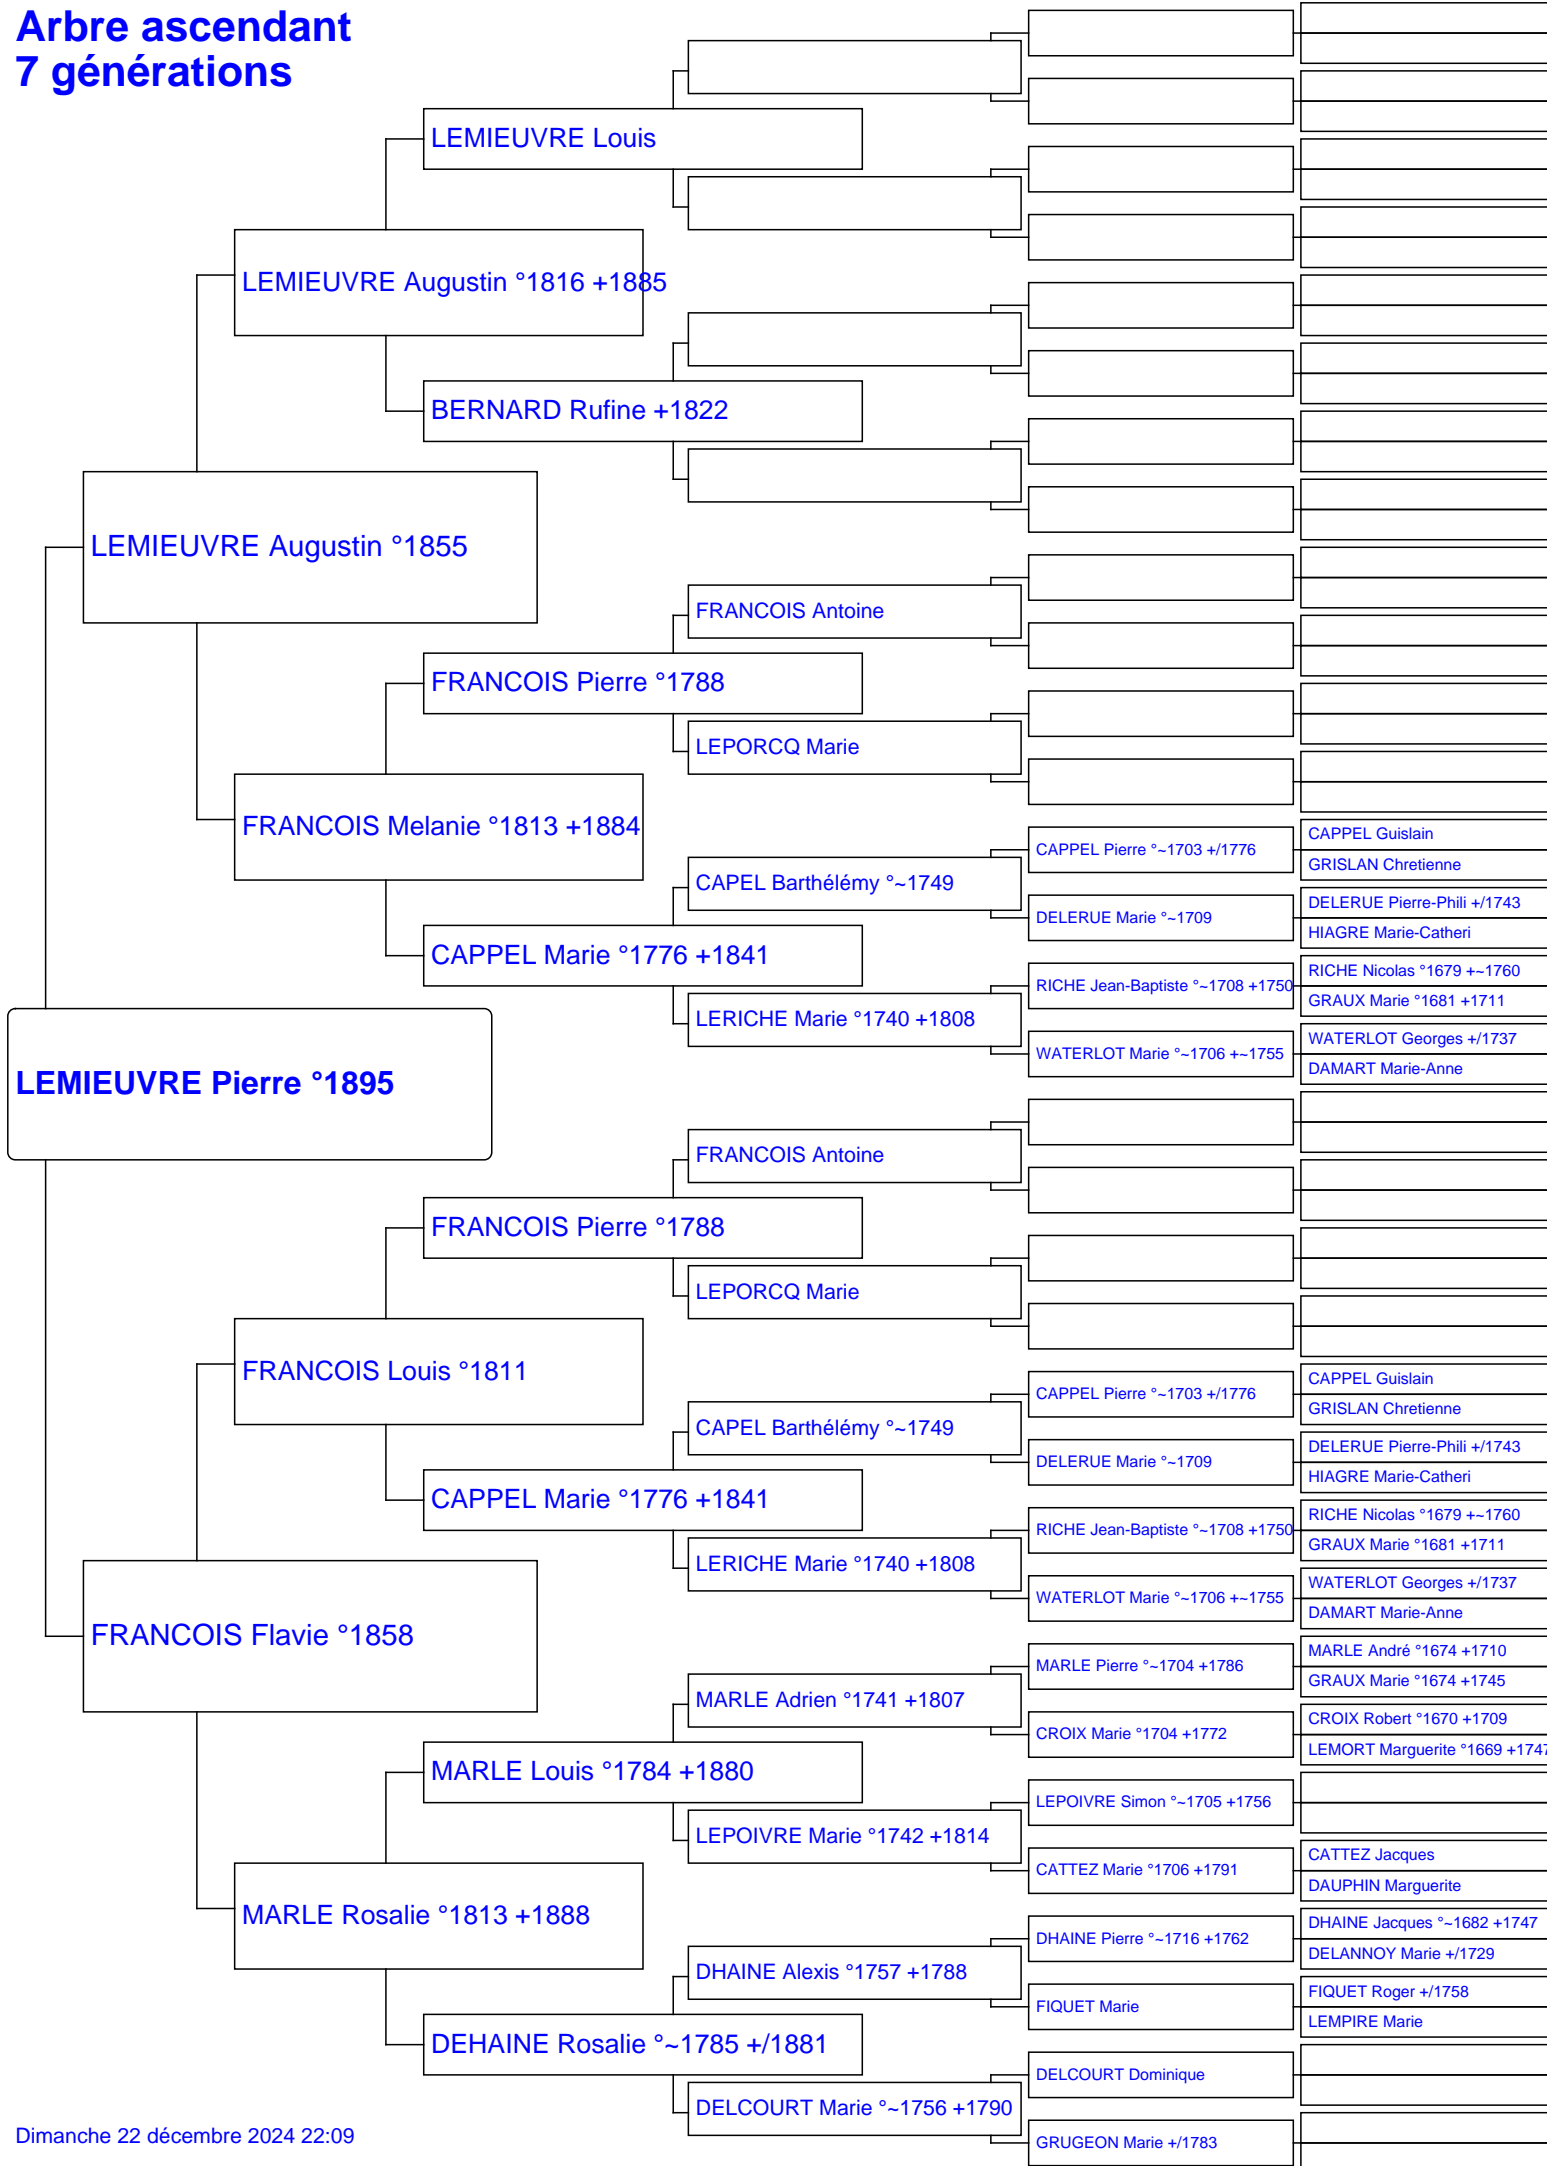 Arbre ascendant
7 générations
LEMIEUVRE Louis
LEMIEUVRE Augustin °1816 +1885
BERNARD Rufine +1822
LEMIEUVRE Augustin °1855
FRANCOIS Antoine
FRANCOIS Pierre °1788
LEPORCQ Marie
FRANCOIS Melanie °1813 +1884
CAPPEL Guislain
CAPPEL Pierre °~1703 +/1776
GRISLAN Chretienne
CAPEL Barthélémy °~1749
DELERUE Pierre-Phili +/1743
DELERUE Marie °~1709
HIAGRE Marie-Catheri
CAPPEL Marie °1776 +1841
RICHE Nicolas °1679 +~1760
RICHE Jean-Baptiste °~1708 +1750
GRAUX Marie °1681 +1711
LERICHE Marie °1740 +1808
WATERLOT Georges +/1737
WATERLOT Marie °~1706 +~1755
DAMART Marie-Anne
LEMIEUVRE Pierre °1895
FRANCOIS Antoine
FRANCOIS Pierre °1788
LEPORCQ Marie
FRANCOIS Louis °1811
CAPPEL Guislain
CAPPEL Pierre °~1703 +/1776
GRISLAN Chretienne
CAPEL Barthélémy °~1749
DELERUE Pierre-Phili +/1743
DELERUE Marie °~1709
HIAGRE Marie-Catheri
CAPPEL Marie °1776 +1841
RICHE Nicolas °1679 +~1760
RICHE Jean-Baptiste °~1708 +1750
GRAUX Marie °1681 +1711
LERICHE Marie °1740 +1808
WATERLOT Georges +/1737
WATERLOT Marie °~1706 +~1755
DAMART Marie-Anne
FRANCOIS Flavie °1858
MARLE André °1674 +1710
MARLE Pierre °~1704 +1786
GRAUX Marie °1674 +1745
MARLE Adrien °1741 +1807
CROIX Robert °1670 +1709
CROIX Marie °1704 +1772
LEMORT Marguerite °1669 +1747
MARLE Louis °1784 +1880
LEPOIVRE Simon °~1705 +1756
LEPOIVRE Marie °1742 +1814
CATTEZ Jacques
CATTEZ Marie °1706 +1791
DAUPHIN Marguerite
MARLE Rosalie °1813 +1888
DHAINE Jacques °~1682 +1747
DHAINE Pierre °~1716 +1762
DELANNOY Marie +/1729
DHAINE Alexis °1757 +1788
FIQUET Roger +/1758
FIQUET Marie
LEMPIRE Marie
DEHAINE Rosalie °~1785 +/1881
DELCOURT Dominique
DELCOURT Marie °~1756 +1790
GRUGEON Marie +/1783
Dimanche 22 décembre 2024 22:09